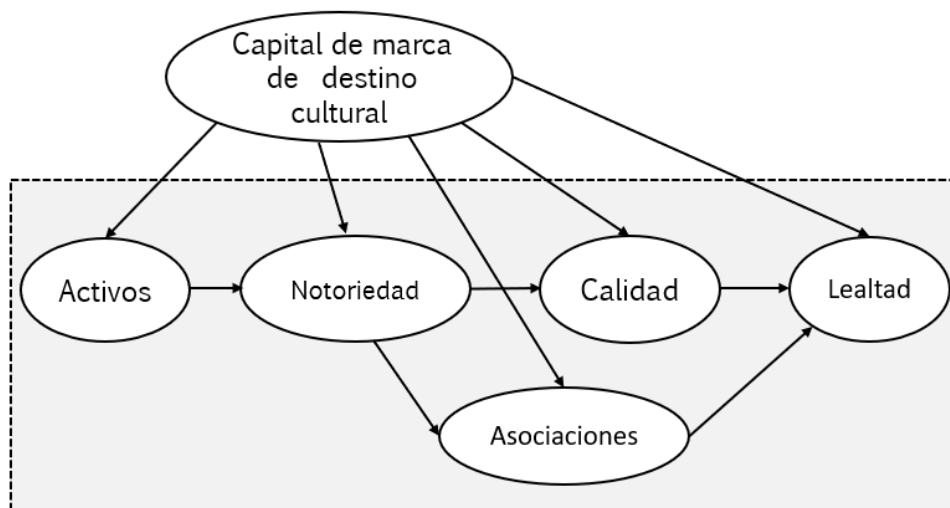 Capital de marca
de destino
cultural
Activos
Notoriedad
Calidad
Lealtad
Asociaciones